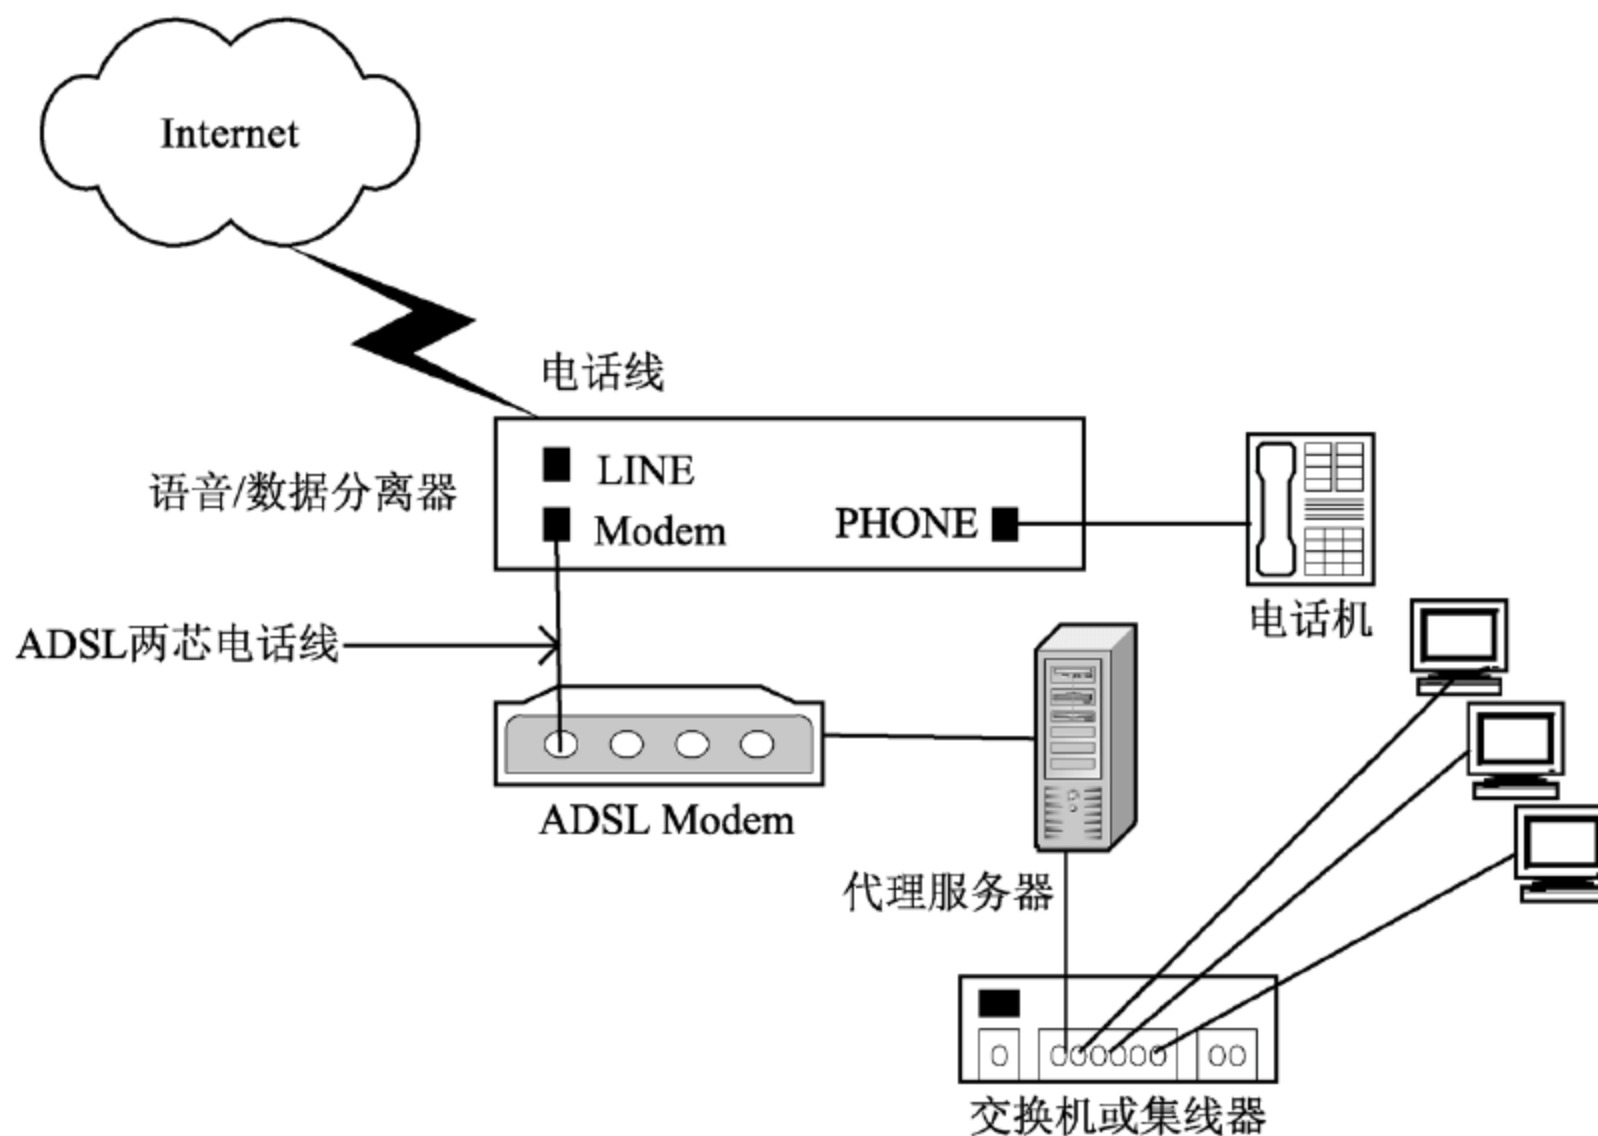 Internet
电话线
语音/数据分离器
LINE
Modem
PHONE
电话机
ADSL两芯电话线
ADSL Modem
代理服务器
交换机或集线器